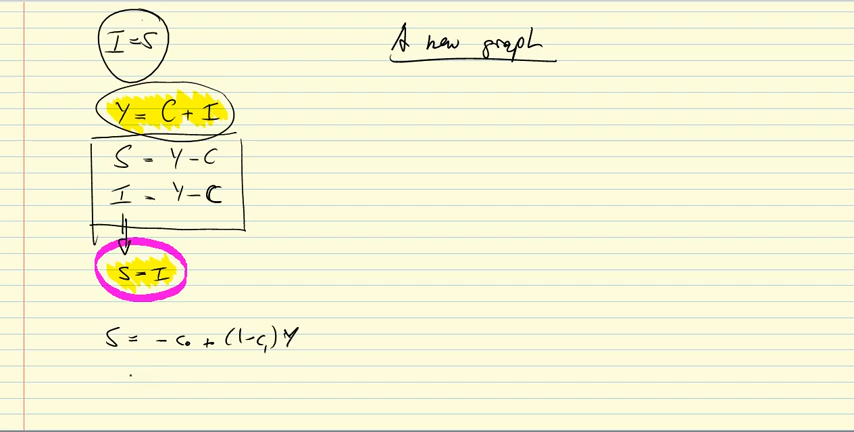 I = S
A new graph
Y = C + I
S = Y - C
I = Y - C
S = I
S = - c₀ + (1-c₁) Y